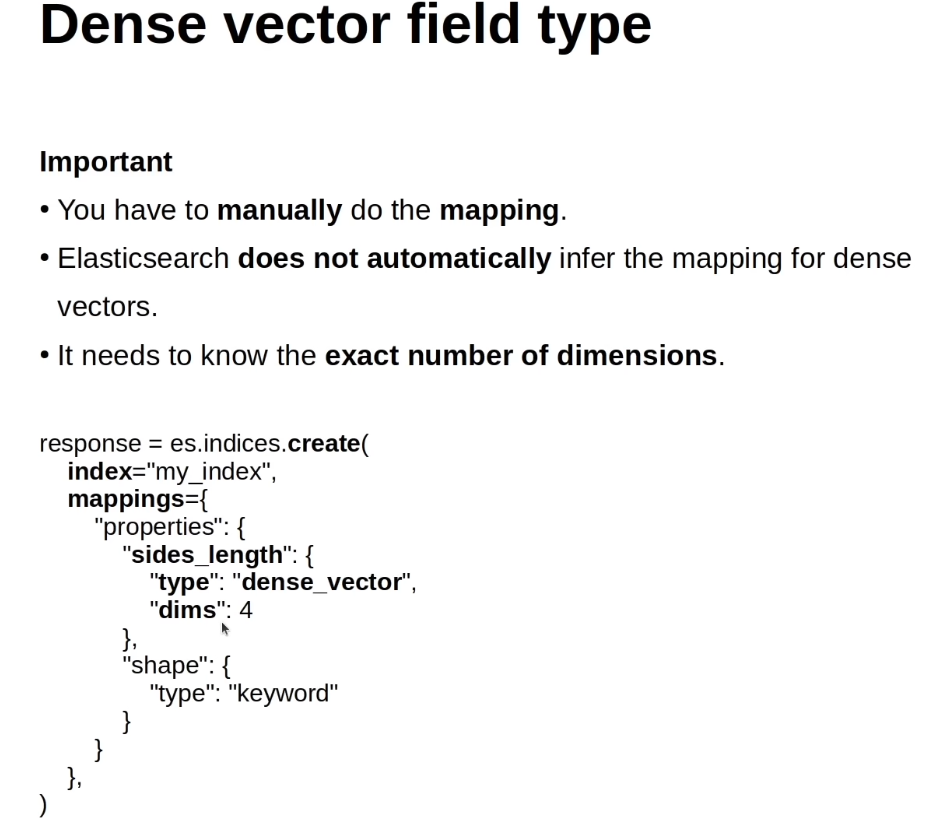 Dense vector field type
Important
• You have to manually do the mapping.
• Elasticsearch does not automatically infer the mapping for dense
vectors.
• It needs to know the exact number of dimensions.
response = es.indices.create(
    index="my_index",
    mappings={
        "properties": {
            "sides_length": {
                "type": "dense_vector",
                "dims": 4
            },
            "shape": {
                "type": "keyword"
            }
        }
    },
)